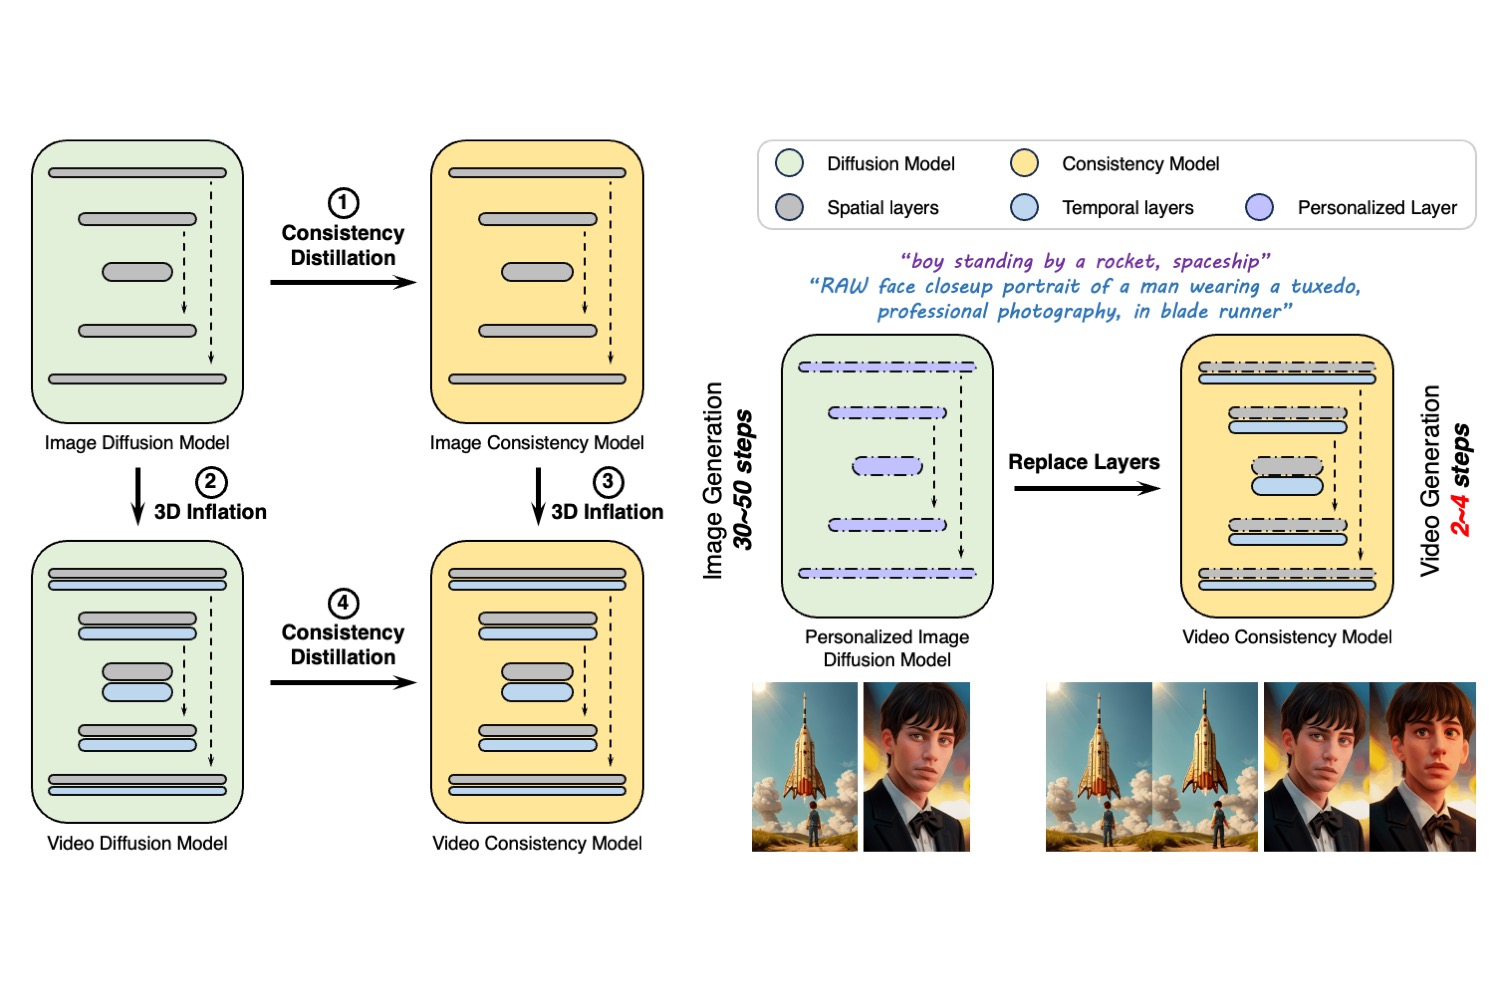 1
Consistency
Distillation
Image Diffusion Model
Image Consistency Model
2
3D Inflation
3
3D Inflation
4
Consistency
Distillation
Video Diffusion Model
Video Consistency Model
Diffusion Model
Consistency Model
Spatial layers
Temporal layers
Personalized Layer
“boy standing by a rocket, spaceship”
“RAW face closeup portrait of a man wearing a tuxedo,
professional photography, in blade runner”
Image Generation
30~50 steps
Replace Layers
Video Generation
2~4 steps
Personalized Image
Diffusion Model
Video Consistency Model